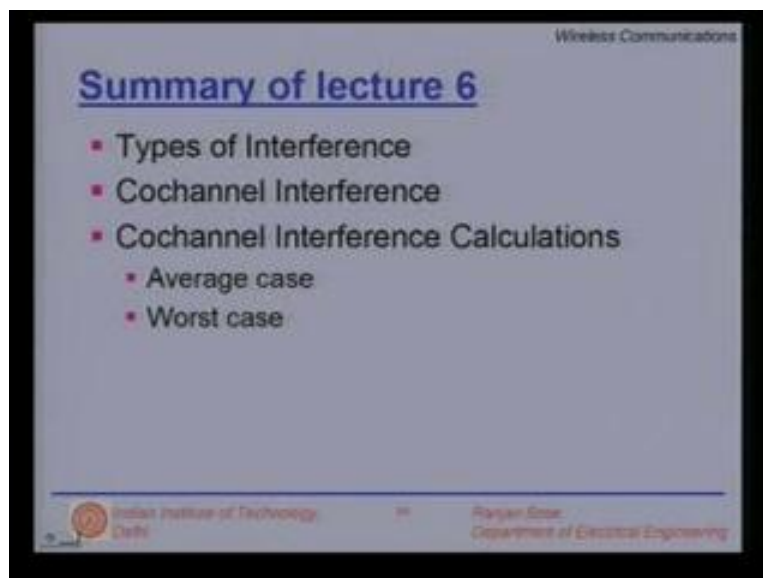 Wireless Communications
Summary of lecture 6
Types of Interference
Cochannel Interference
Cochannel Interference Calculations
Average case
Worst case
Indian Institute of Technology, Ranjan Bose
Delhi Department of Electrical Engineering